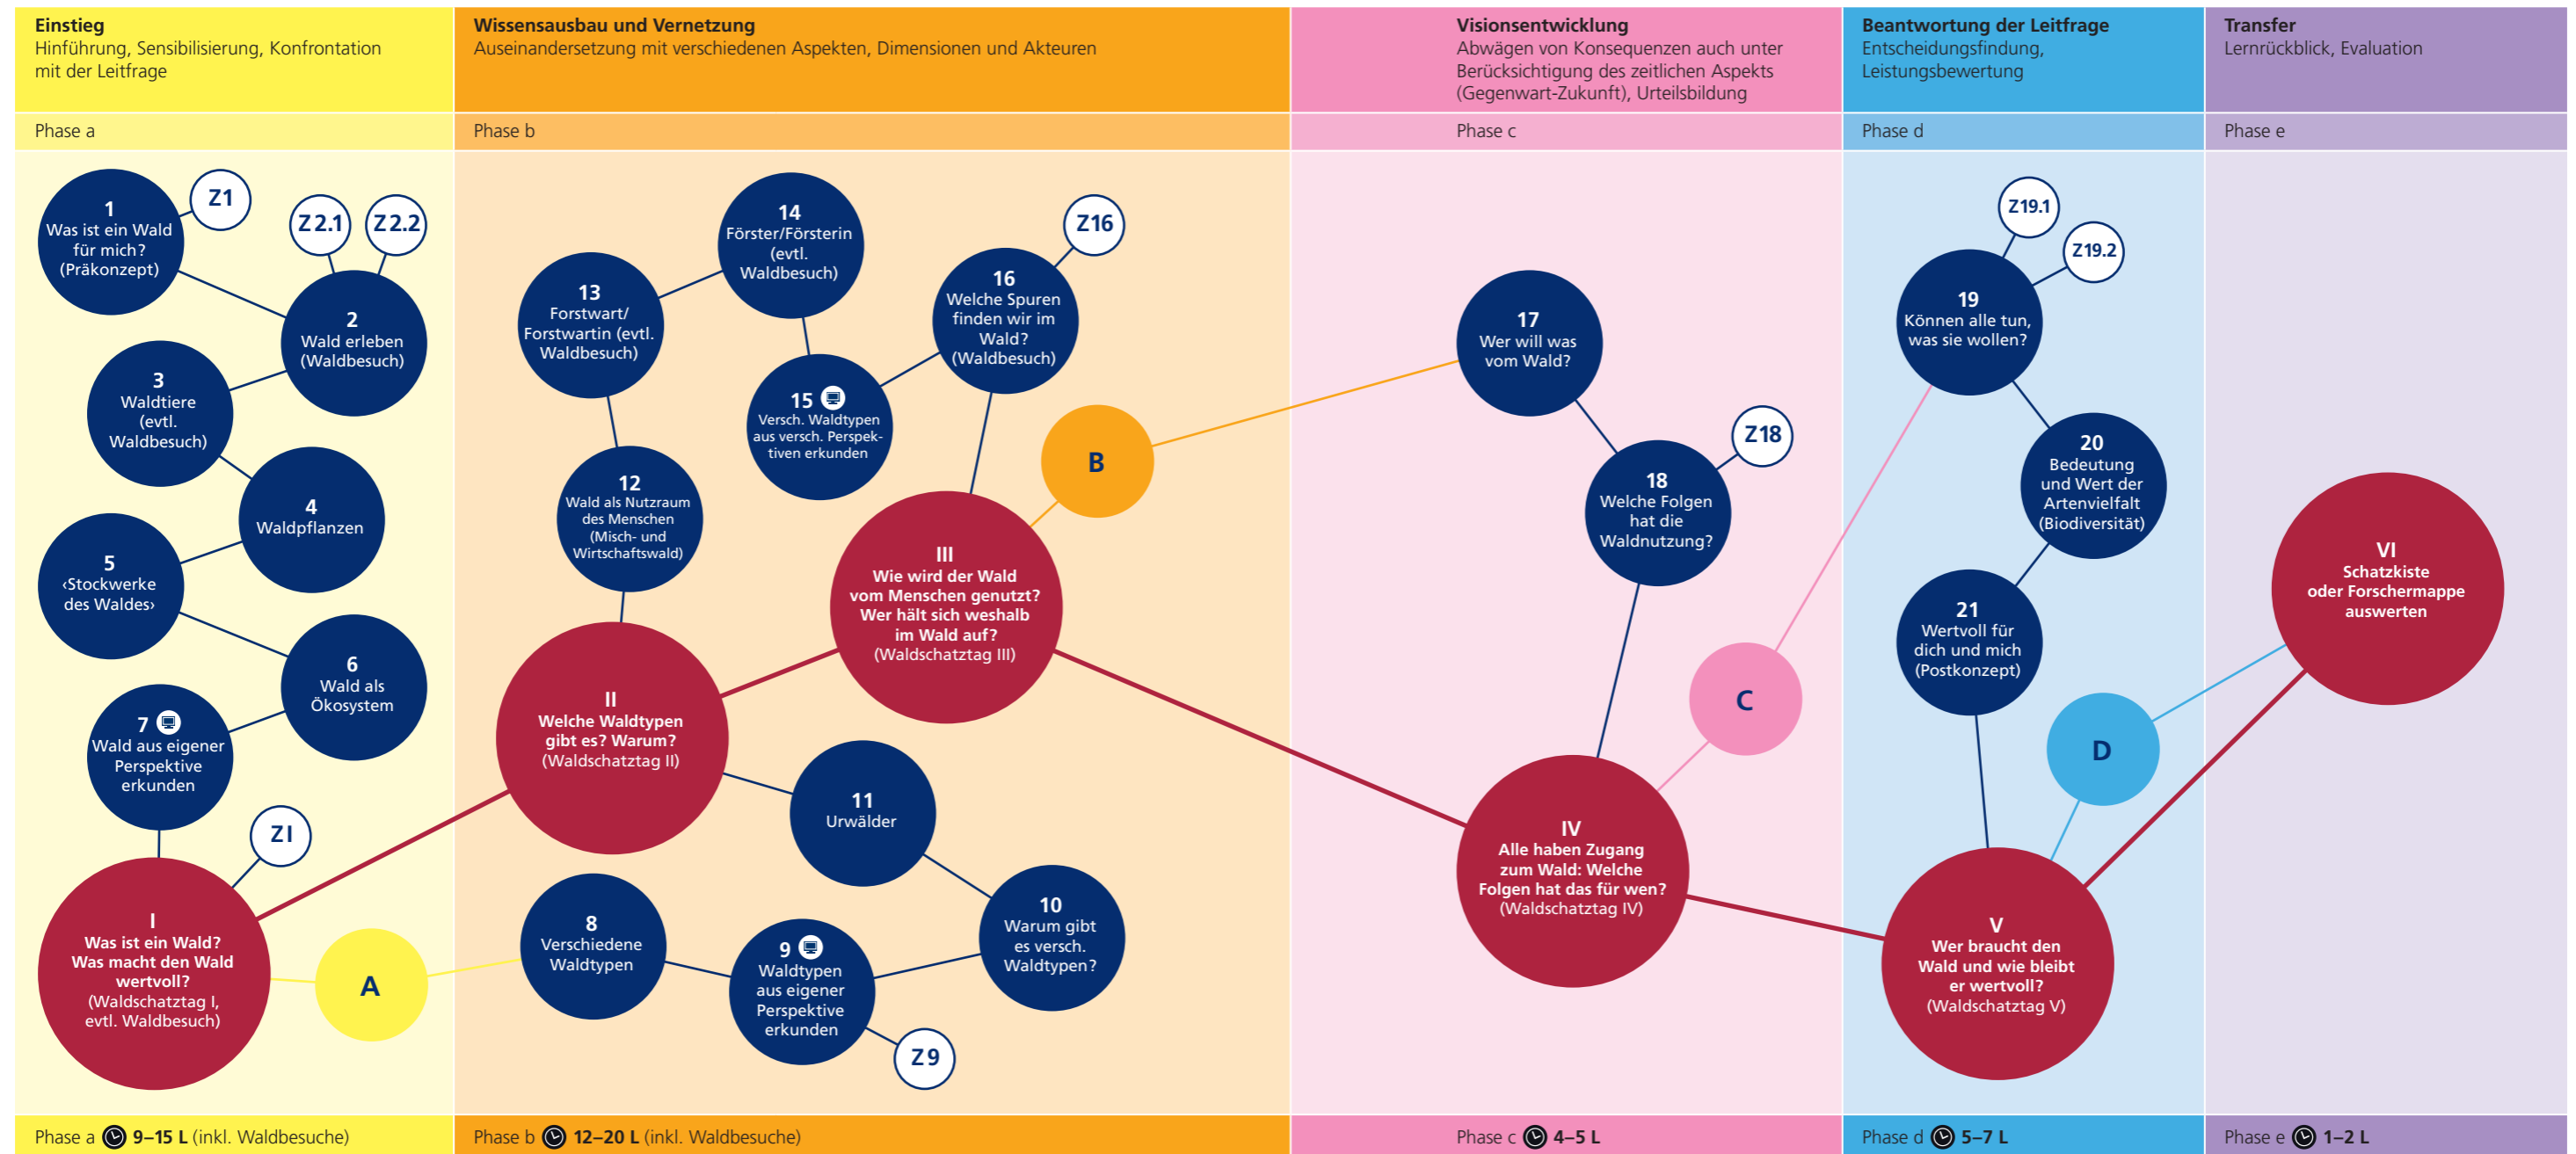 Einstieg
Hinführung, Sensibilisierung, Konfrontation
mit der Leitfrage
Wissensausbau und Vernetzung
Auseinandersetzung mit verschiedenen Aspekten, Dimensionen und Akteuren
Visionsentwicklung
Abwägen von Konsequenzen auch unter
Berücksichtigung des zeitlichen Aspekts
(Gegenwart-Zukunft), Urteilsbildung
Beantwortung der Leitfrage
Entscheidungsfindung,
Leistungsbewertung
Transfer
Lernrückblick, Evaluation
Phase a
Phase b
Phase c
Phase d
Phase e
1
Was ist ein Wald
für mich?
(Präkonzept)
Z1
Z2.1
Z2.2
2
Wald erleben
(Waldbesuch)
3
Waldtiere
(evtl.
Waldbesuch)
4
Waldpflanzen
5
‹Stockwerke
des Waldes›
6
Wald als
Ökosystem
7
Wald aus eigener
Perspektive
erkunden
ZI
I
Was ist ein Wald?
Was macht den Wald
wertvoll?
(Waldschatztag I,
evtl. Waldbesuch)
A
8
Verschiedene
Waldtypen
9
Waldtypen
aus eigener
Perspektive
erkunden
Z9
10
Warum gibt
es versch.
Waldtypen?
11
Urwälder
II
Welche Waldtypen
gibt es? Warum?
(Waldschatztag II)
12
Wald als Nutzraum
des Menschen
(Misch- und
Wirtschaftswald)
13
Forstwart/
Forstwartin (evtl.
Waldbesuch)
14
Förster/Försterin
(evtl.
Waldbesuch)
15
Versch. Waldtypen
aus versch. Perspek-
tiven erkunden
16
Welche Spuren
finden wir im
Wald?
(Waldbesuch)
Z16
III
Wie wird der Wald
vom Menschen genutzt?
Wer hält sich weshalb
im Wald auf?
(Waldschatztag III)
B
17
Wer will was
vom Wald?
18
Welche Folgen
hat die
Waldnutzung?
Z18
IV
Alle haben Zugang
zum Wald: Welche
Folgen hat das für wen?
(Waldschatztag IV)
C
19
Können alle tun,
was sie wollen?
Z19.1
Z19.2
20
Bedeutung
und Wert der
Artenvielfalt
(Biodiversität)
21
Wertvoll für
dich und mich
(Postkonzept)
V
Wer braucht den
Wald und wie bleibt
er wertvoll?
(Waldschatztag V)
D
VI
Schatzkiste
oder Forschermappe
auswerten
Phase a 9–15 L (inkl. Waldbesuche)
Phase b 12–20 L (inkl. Waldbesuche)
Phase c 4–5 L
Phase d 5–7 L
Phase e 1–2 L